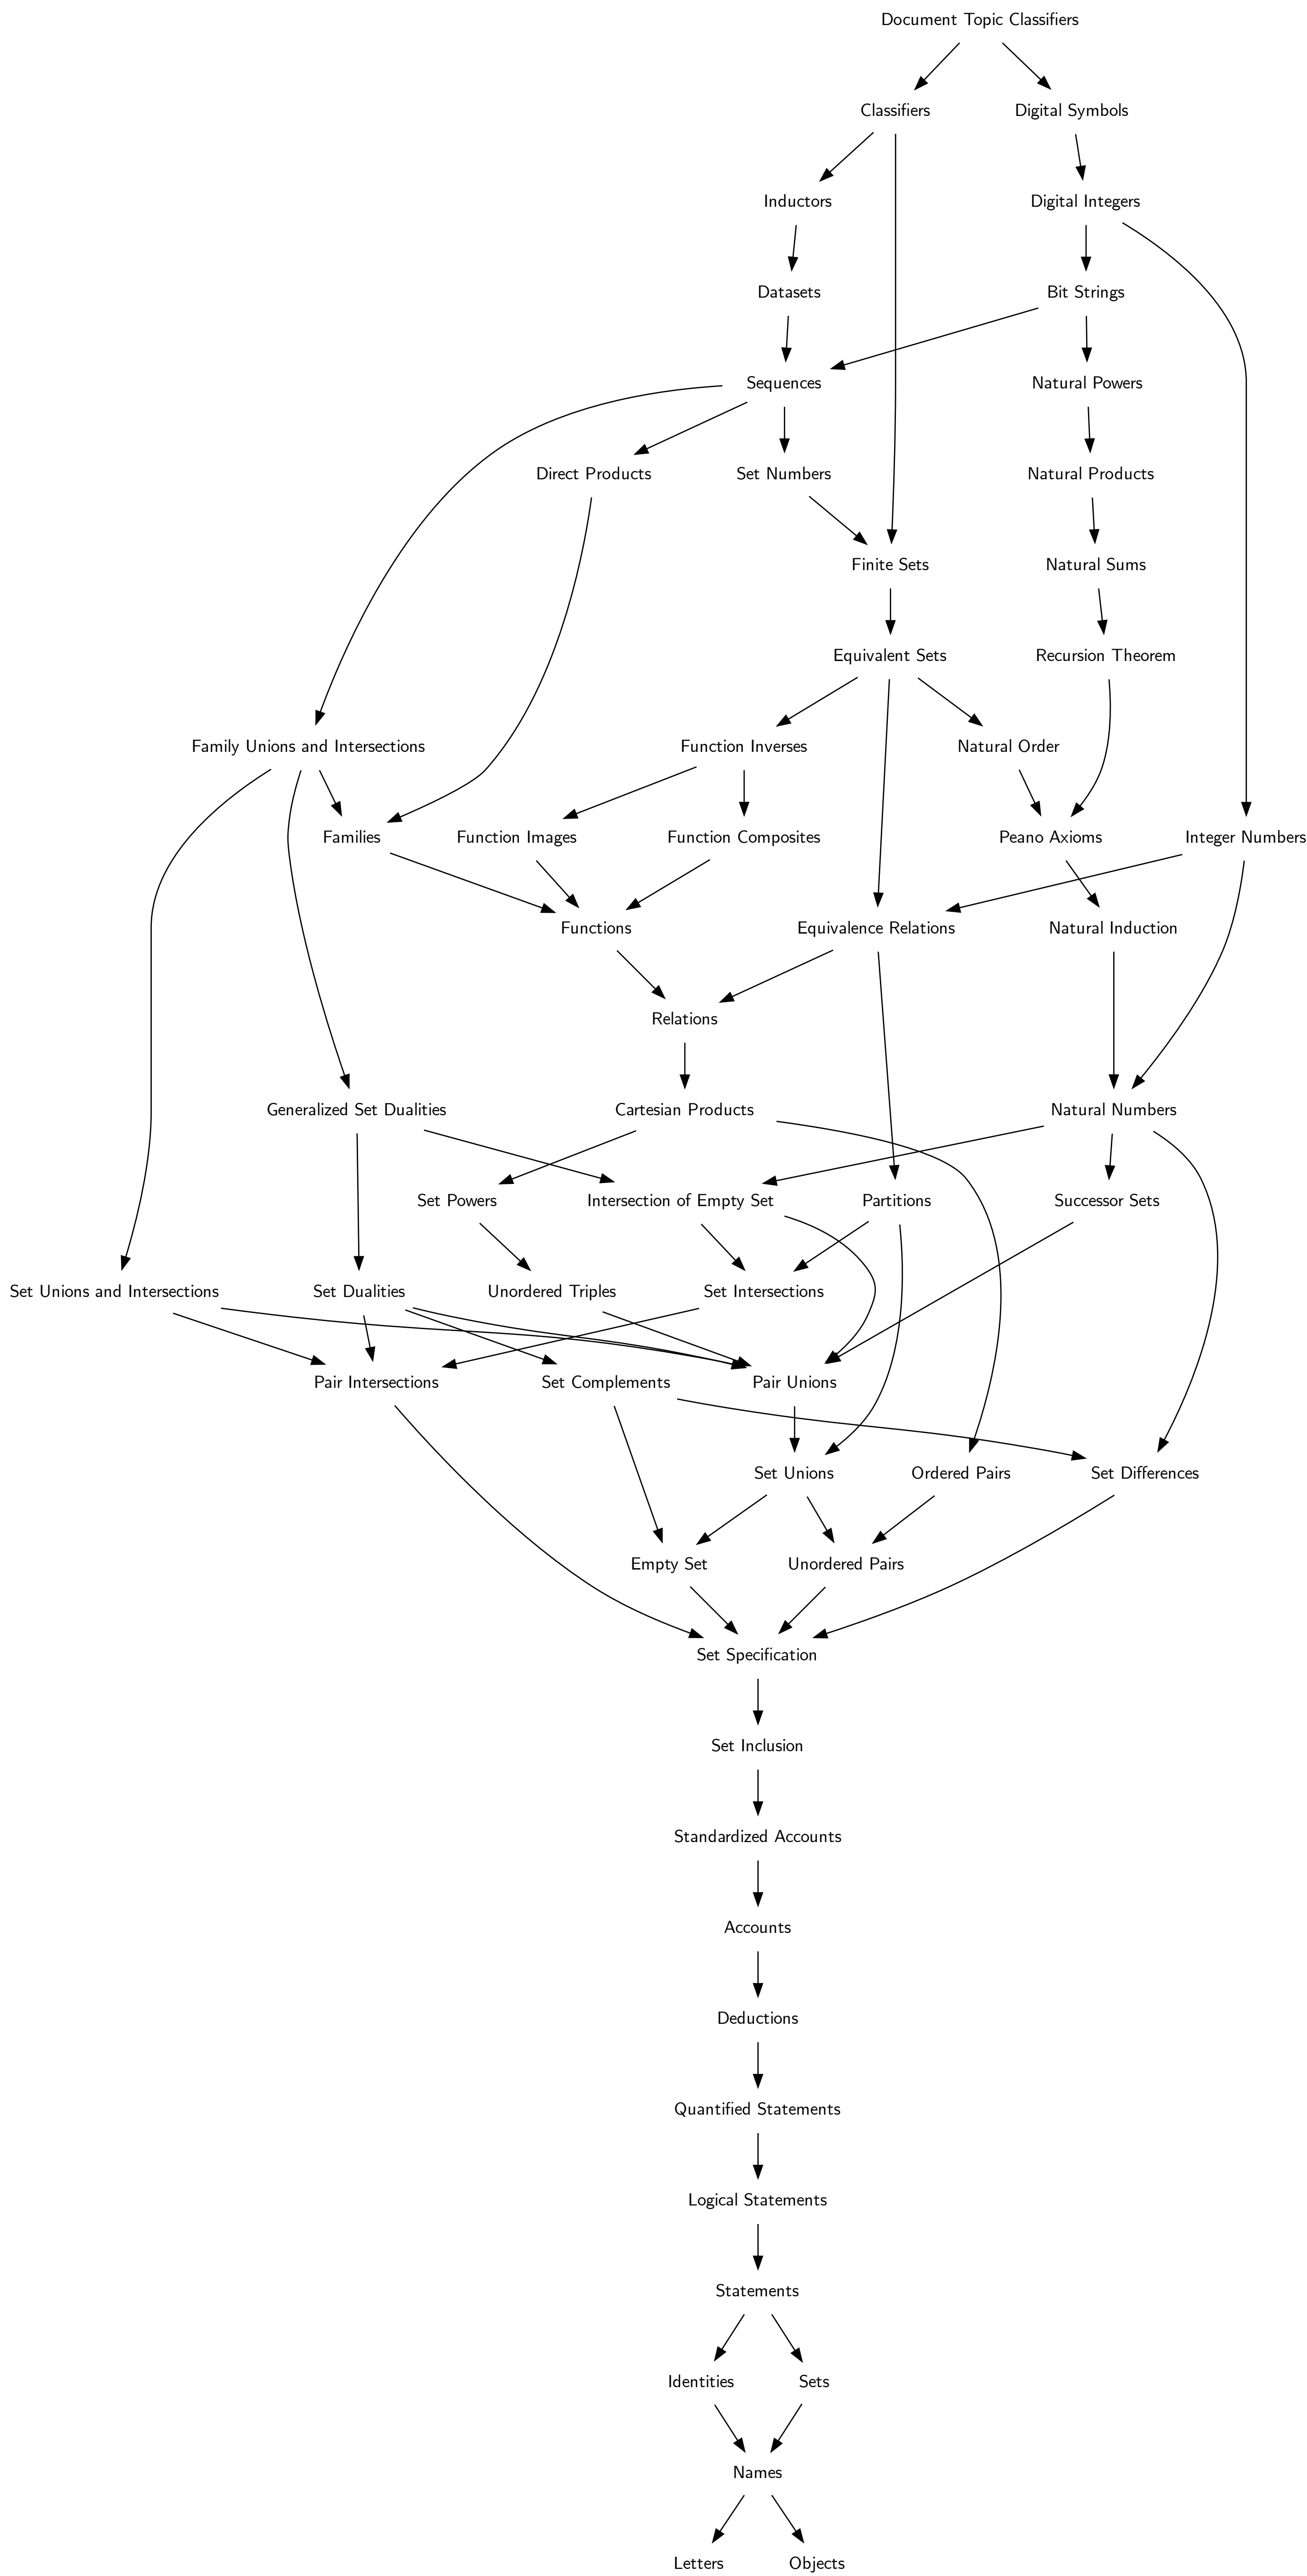 Document Topic Classifiers
Classifiers
Digital Symbols
Inductors
Digital Integers
Datasets
Bit Strings
Sequences
Natural Powers
Direct Products
Set Numbers
Natural Products
Finite Sets
Natural Sums
Equivalent Sets
Recursion Theorem
Family Unions and Intersections
Function Inverses
Natural Order
Families
Function Images
Function Composites
Peano Axioms
Integer Numbers
Functions
Equivalence Relations
Natural Induction
Relations
Generalized Set Dualities
Cartesian Products
Natural Numbers
Set Powers
Intersection of Empty Set
Partitions
Successor Sets
Set Unions and Intersections
Set Dualities
Unordered Triples
Set Intersections
Pair Intersections
Set Complements
Pair Unions
Set Unions
Ordered Pairs
Set Differences
Empty Set
Unordered Pairs
Set Specification
Set Inclusion
Standardized Accounts
Accounts
Deductions
Quantified Statements
Logical Statements
Statements
Identities
Sets
Names
Letters
Objects